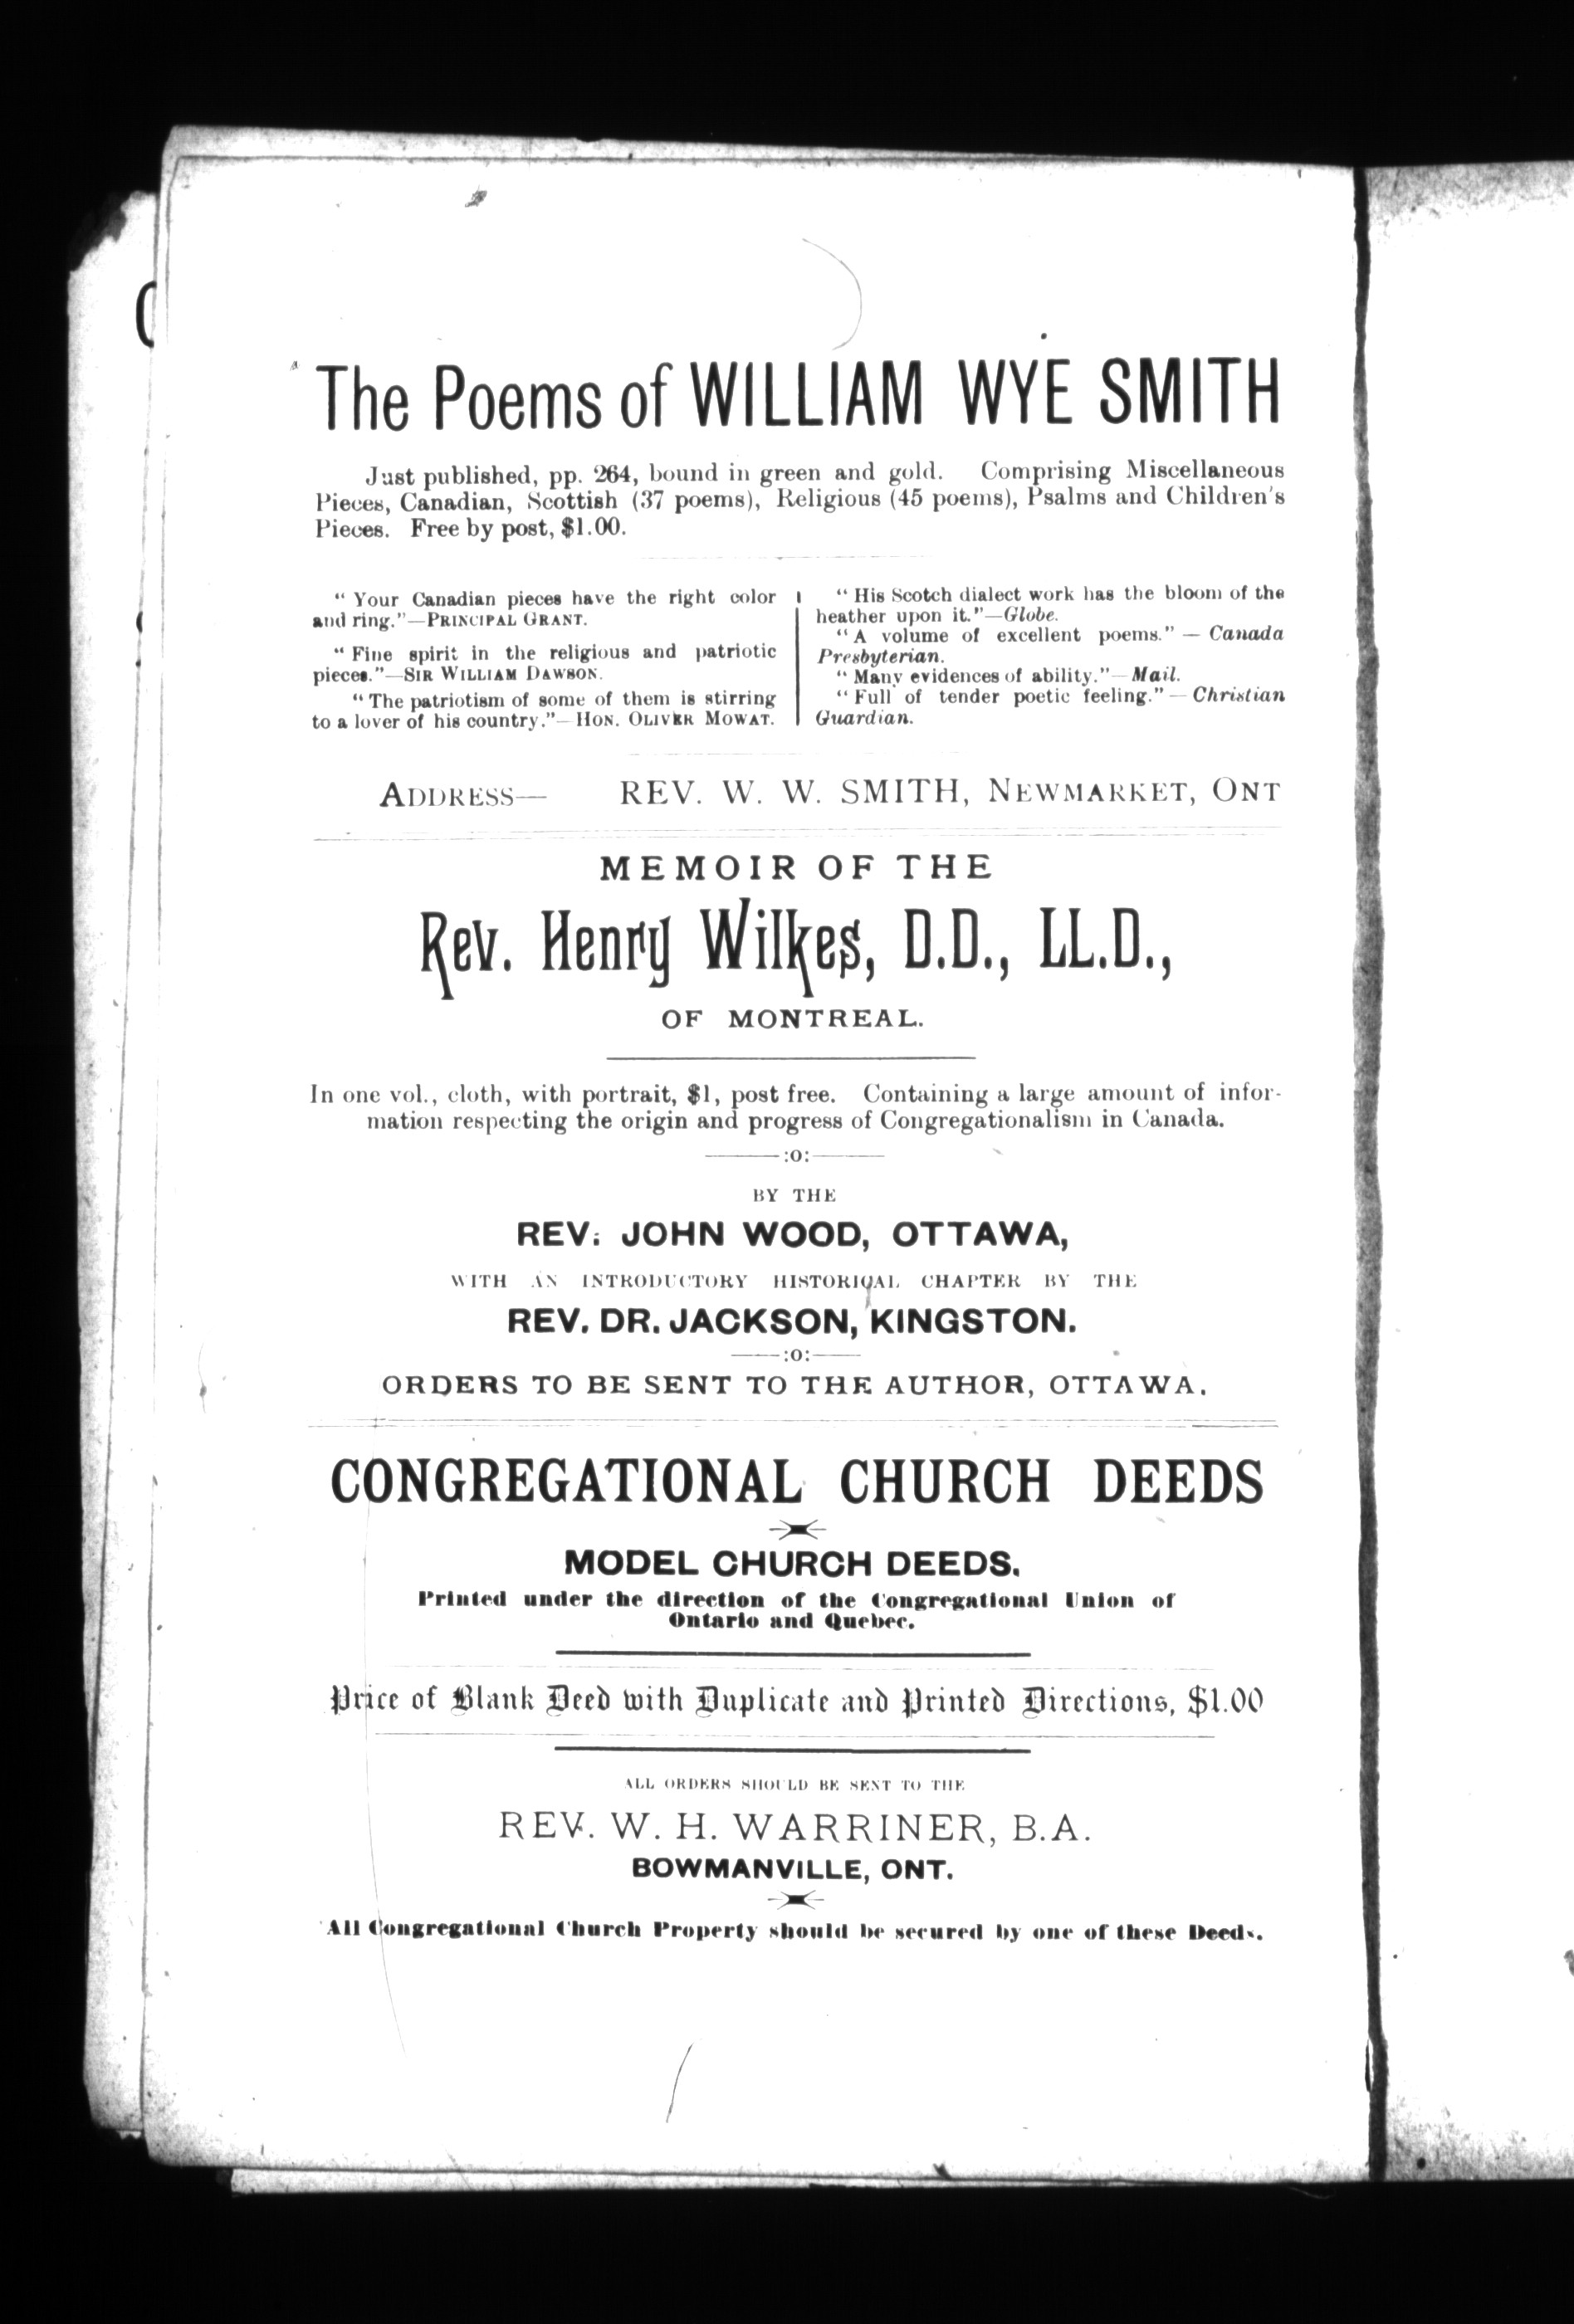 The Poems of WILLIAM WYE SMITH
Just published, pp. 264, bound in green and gold. Comprising Miscellaneous
Pieces, Canadian, Scottish (37 poems), Religious (45 poems), Psalms and Children's
Pieces. Free by post, $1.00.
"Your Canadian pieces have the right color
and ring."—PRINCIPAL GRANT.
"Fine spirit in the religious and patriotic
pieces."—SIR WILLIAM DAWSON.
"The patriotism of some of them is stirring
to a lover of his country."—HON. OLIVER MOWAT.
"His Scotch dialect work has the bloom of the
heather upon it."—Globe.
"A volume of excellent poems." — Canada
Presbyterian.
"Many evidences of ability."—Mail.
"Full of tender poetic feeling."—Christian
Guardian.
ADDRESS— REV. W. W. SMITH, NEWMARKET, ONT
MEMOIR OF THE
Rev. Henry Wilkes, D.D., LL.D.,
OF MONTREAL.
In one vol., cloth, with portrait, $1, post free. Containing a large amount of infor-
mation respecting the origin and progress of Congregationalism in Canada.
:o:
BY THE
REV. JOHN WOOD, OTTAWA,
WITH AN INTRODUCTORY HISTORICAL CHAPTER BY THE
REV. DR. JACKSON, KINGSTON.
:o:
ORDERS TO BE SENT TO THE AUTHOR, OTTAWA.
CONGREGATIONAL CHURCH DEEDS
MODEL CHURCH DEEDS.
Printed under the direction of the Congregational Union of
Ontario and Quebec.
Price of Blank Deed with Duplicate and Printed Directions, $1.00
ALL ORDERS SHOULD BE SENT TO THE
REV. W. H. WARRINER, B.A.
BOWMANVILLE, ONT.
All Congregational Church Property should be secured by one of these Deeds.